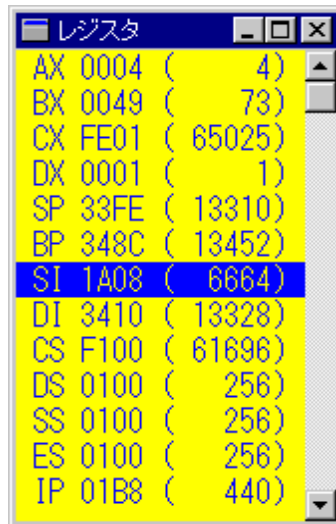 レジスタ
AX 0004 (     4)
BX 0049 (    73)
CX FE01 ( 65025)
DX 0001 (     1)
SP 33FE ( 13310)
BP 348C ( 13452)
SI 1A08 (  6664)
DI 3410 ( 13328)
CS F100 ( 61696)
DS 0100 (   256)
SS 0100 (   256)
ES 0100 (   256)
IP 01B8 (   440)